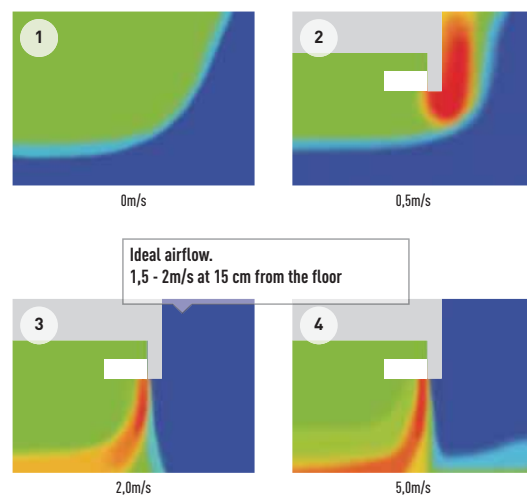 1
2
0m/s
0,5m/s
Ideal airflow.
1,5 - 2m/s at 15 cm from the floor
3
4
2,0m/s
5,0m/s